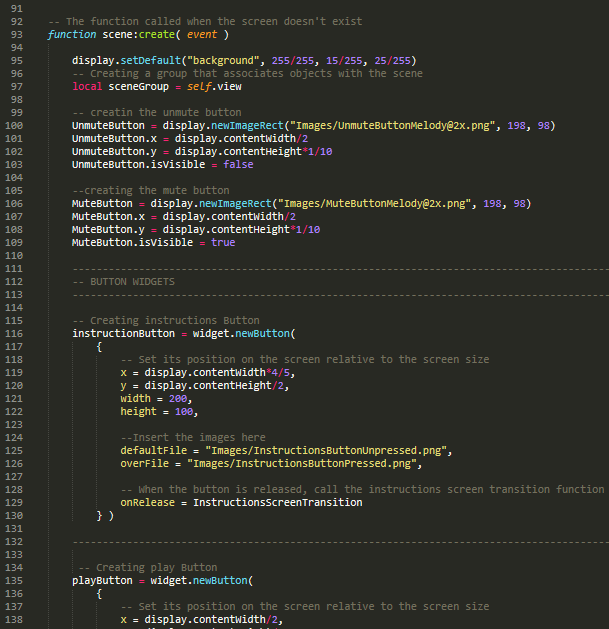 91
92 -- The function called when the screen doesn't exist
93 function scene:create( event )
94
95 display.setDefault("background", 255/255, 15/255, 25/255)
96 -- Creating a group that associates objects with the scene
97 local sceneGroup = self.view
98
99 -- creatin the unmute button
100 UnmuteButton = display.newImageRect("Images/UnmuteButtonMelody@2x.png", 198, 98)
101 UnmuteButton.x = display.contentWidth/2
102 UnmuteButton.y = display.contentHeight*1/10
103 UnmuteButton.isVisible = false
104
105 --creating the mute button
106 MuteButton = display.newImageRect("Images/MuteButtonMelody@2x.png", 198, 98)
107 MuteButton.x = display.contentWidth/2
108 MuteButton.y = display.contentHeight*1/10
109 MuteButton.isVisible = true
110
111 -----------------------------------------------------------------------------------------
112 -- BUTTON WIDGETS
113 -----------------------------------------------------------------------------------------
114
115 -- Creating instructions Button
116 instructionButton = widget.newButton(
117 {
118 -- Set its position on the screen relative to the screen size
119 x = display.contentWidth*4/5,
120 y = display.contentHeight/2,
121 width = 200,
122 height = 100,
123
124 --Insert the images here
125 defaultFile = "Images/InstructionsButtonUnpressed.png",
126 overFile = "Images/InstructionsButtonPressed.png",
127
128 -- When the button is released, call the instructions screen transition function
129 onRelease = InstructionsScreenTransition
130 } )
131
132 -----------------------------------------------------------------------------------------
133
134 -- Creating play Button
135 playButton = widget.newButton(
136 {
137 -- Set its position on the screen relative to the screen size
138 x = display.contentWidth/2,